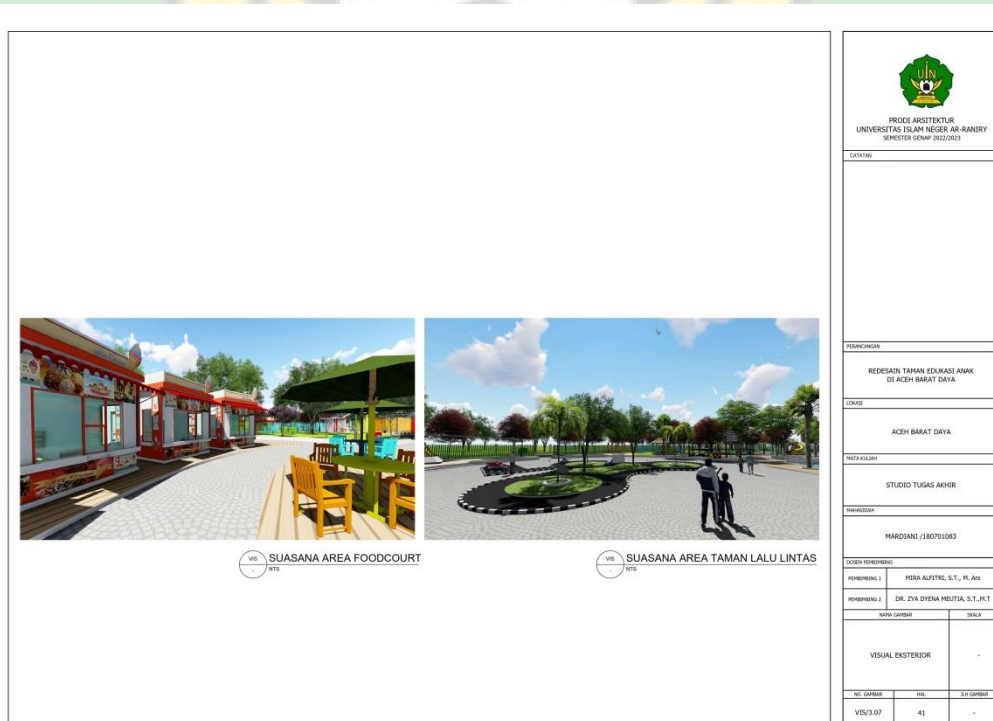 SUASANA AREA FOODCOURT
VIS
-
NTS
SUASANA AREA TAMAN LALU LINTAS
VIS
-
NTS
UIN
PRODI ARSITEKTUR
UNIVERSITAS ISLAM NEGER AR-RANIRY
SEMESTER GENAP 2022/2023
CATATAN
PERANCANGAN
REDESAIN TAMAN EDUKASI ANAK
DI ACEH BARAT DAYA
LOKASI
ACEH BARAT DAYA
MATA KULIAH
STUDIO TUGAS AKHIR
MAHASISWA
MARDIANI /180701083
DOSEN PEMBIMBING
PEMBIMBING 1 MIRA ALFITRI, S.T., M. Ars
PEMBIMBING 2 DR. ZYA DYENA MEUTIA, S.T.,M.T
NAMA GAMBAR SKALA
VISUAL EKSTERIOR -
NO. GAMBAR HAL JLH GAMBAR
VIS/3.07 41 -